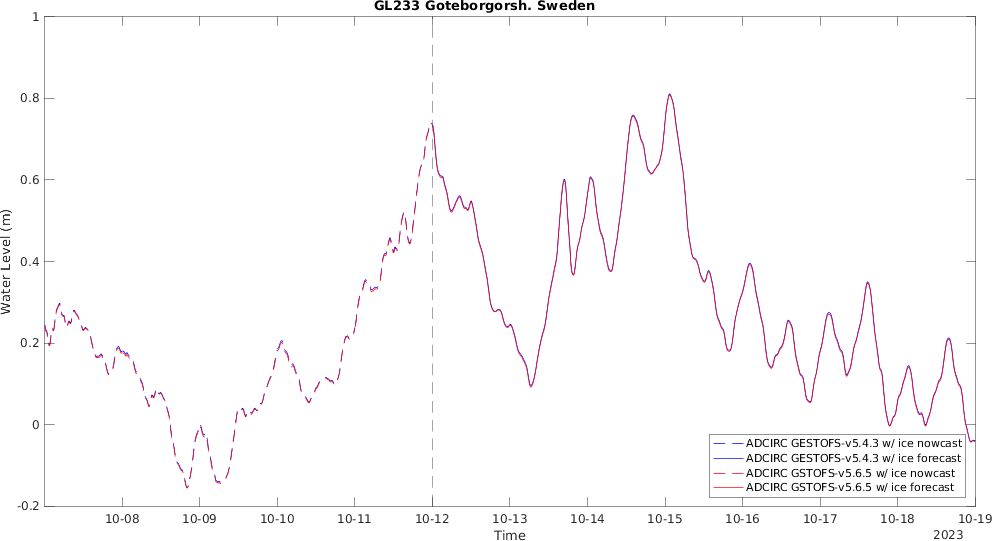 GL233 Goteborgorsh. Sweden
1
0.8
0.6
0.4
0.2
0
-0.2
Water Level (m)
10-08 10-09 10-10 10-11 10-12 10-13 10-14 10-15 10-16 10-17 10-18 10-19
Time
2023
ADCIRC GESTOFS-v5.4.3 w/ ice nowcast
ADCIRC GESTOFS-v5.4.3 w/ ice forecast
ADCIRC GSTOFS-v5.6.5 w/ ice nowcast
ADCIRC GSTOFS-v5.6.5 w/ ice forecast